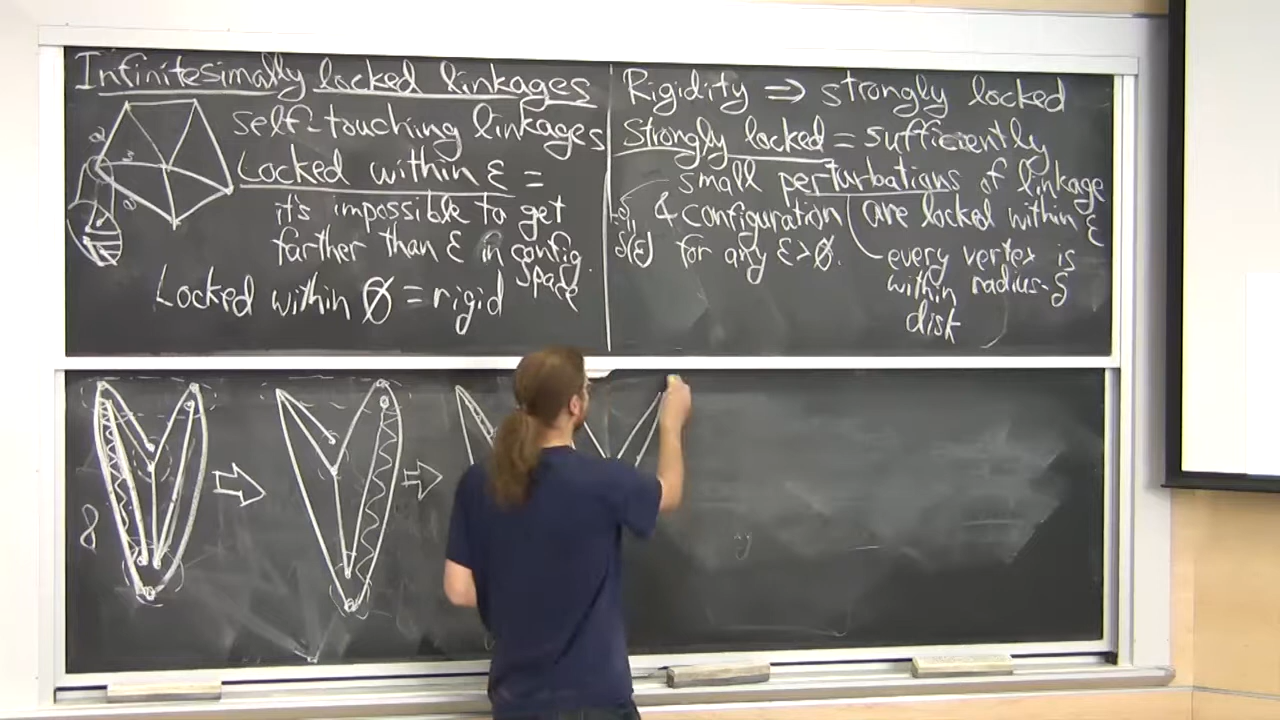 Infinitesimally locked linkages
self-touching linkages
Locked within ε =
it's impossible to get
farther than ε in config.
space
Locked within Ø = rigid
Rigidity ⇒ strongly locked
Strongly locked = sufficiently
small perturbations of linkage
& configuration are locked within ε
for any ε > Ø.
δ(ε)
every vertex is
within radius-δ
disk
8